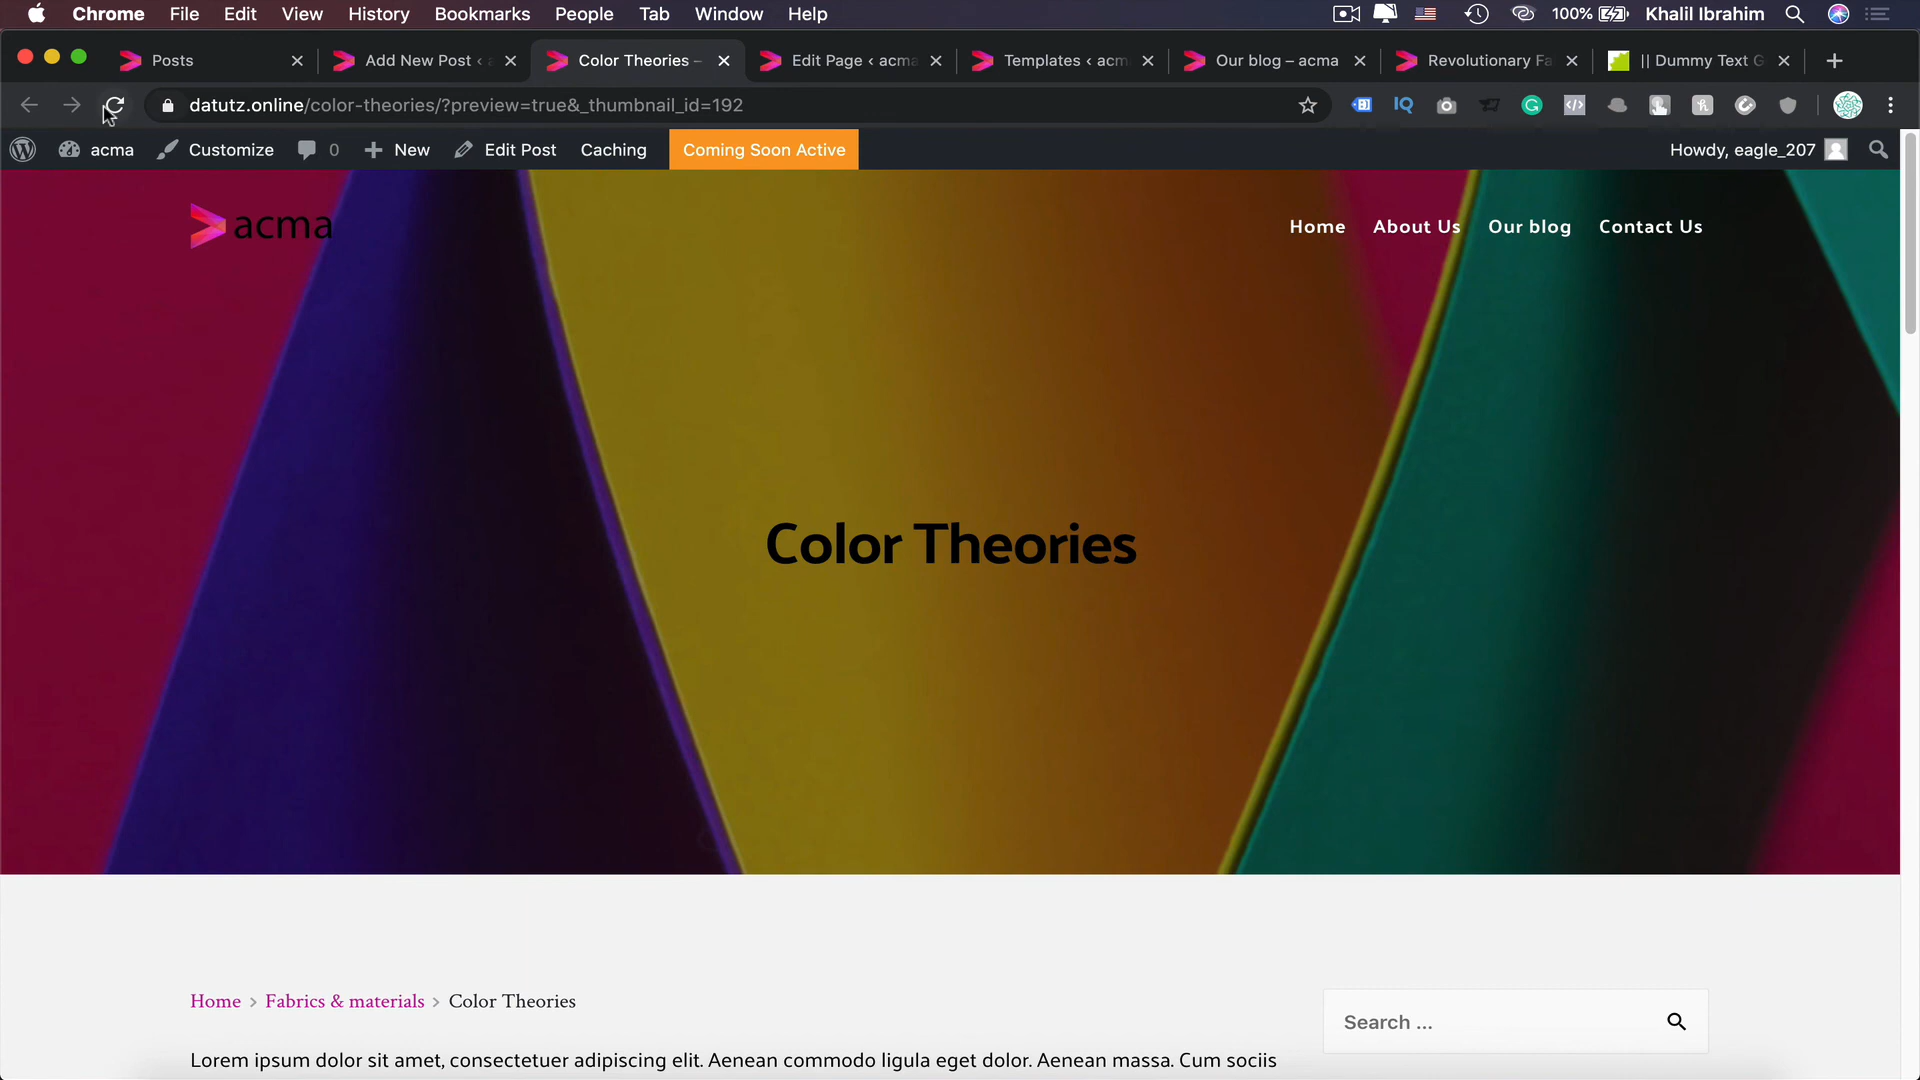 Chrome File Edit View History Bookmarks People Tab Window Help 100% Khalil Ibrahim
Posts Add New Post ‹ a Color Theories – Edit Page ‹ acma Templates ‹ acm Our blog – acma Revolutionary Fa || Dummy Text G
datutz.online/color-theories/?preview=true&_thumbnail_id=192
acma Customize 0 New Edit Post Caching Coming Soon Active Howdy, eagle_207
acma Home About Us Our blog Contact Us
Color Theories
Home > Fabrics & materials > Color Theories
Search ...
Lorem ipsum dolor sit amet, consectetuer adipiscing elit. Aenean commodo ligula eget dolor. Aenean massa. Cum sociis